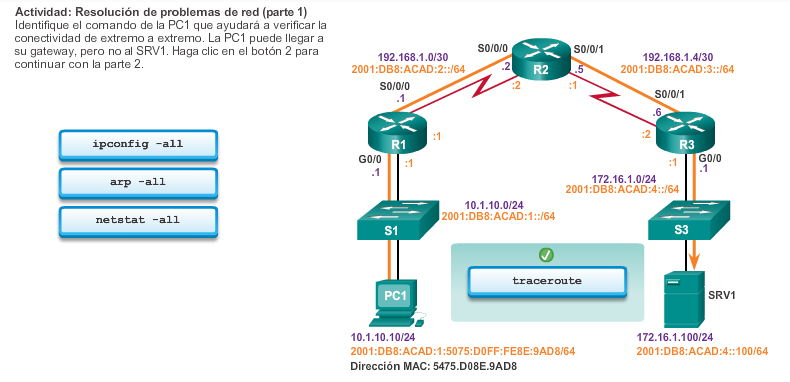 Actividad: Resolución de problemas de red (parte 1)
Identifique el comando de la PC1 que ayudará a verificar la
conectividad de extremo a extremo. La PC1 puede llegar a
su gateway, pero no al SRV1. Haga clic en el botón 2 para
continuar con la parte 2.
ipconfig -all
arp -all
netstat -all
192.168.1.0/30
2001:DB8:ACAD:2::/64
S0/0/0
S0/0/1
192.168.1.4/30
2001:DB8:ACAD:3::/64
.2
.5
R2
:2
:1
S0/0/0
.1
S0/0/1
.6
R1
:1
:2
R3
G0/0
:1
.1
:1
G0/0
.1
172.16.1.0/24
2001:DB8:ACAD:4::/64
10.1.10.0/24
2001:DB8:ACAD:1::/64
S1
S3
traceroute
PC1
SRV1
10.1.10.10/24
2001:DB8:ACAD:1:5075:D0FF:FE8E:9AD8/64
Dirección MAC: 5475.D08E.9AD8
172.16.1.100/24
2001:DB8:ACAD:4::100/64